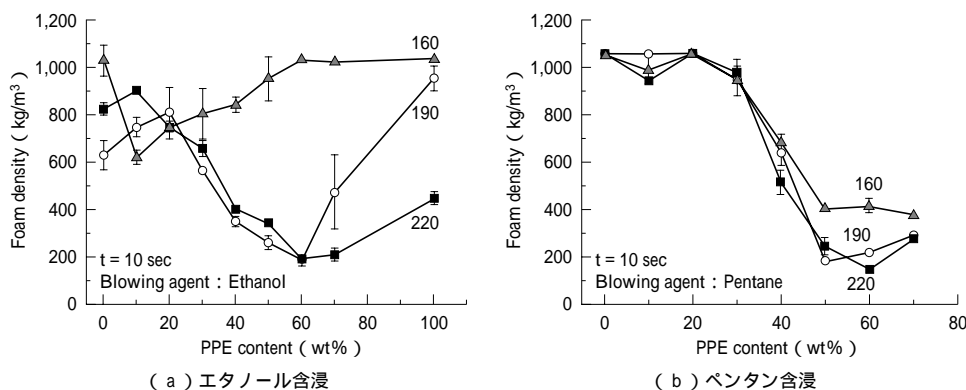 1,200
1,000
800
600
400
200
0
Foam density ( kg/m³ )
160
190
220
t = 10 sec
Blowing agent : Ethanol
0 20 40 60 80 100
PPE content ( wt% )
( a ) エタノール含浸
1,200
1,000
800
600
400
200
0
Foam density ( kg/m³ )
160
190
220
t = 10 sec
Blowing agent : Pentane
0 20 40 60 80
PPE content ( wt% )
( b ) ペンタン含浸